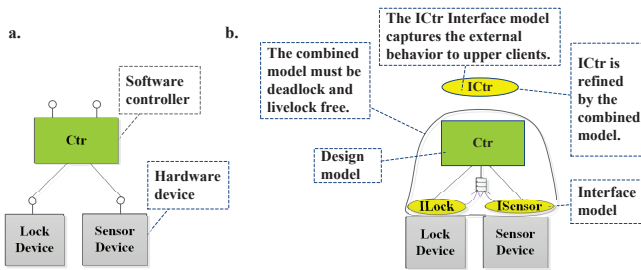 a.
Software
controller
Ctr
Hardware
device
Lock
Device
Sensor
Device
b.
The ICtr Interface model
captures the external
behavior to upper clients.
The combined
model must be
deadlock and
livelock free.
ICtr
ICtr is
refined
by the
combined
model.
Ctr
Design
model
Interface
model
ILock
ISensor
Lock
Device
Sensor
Device